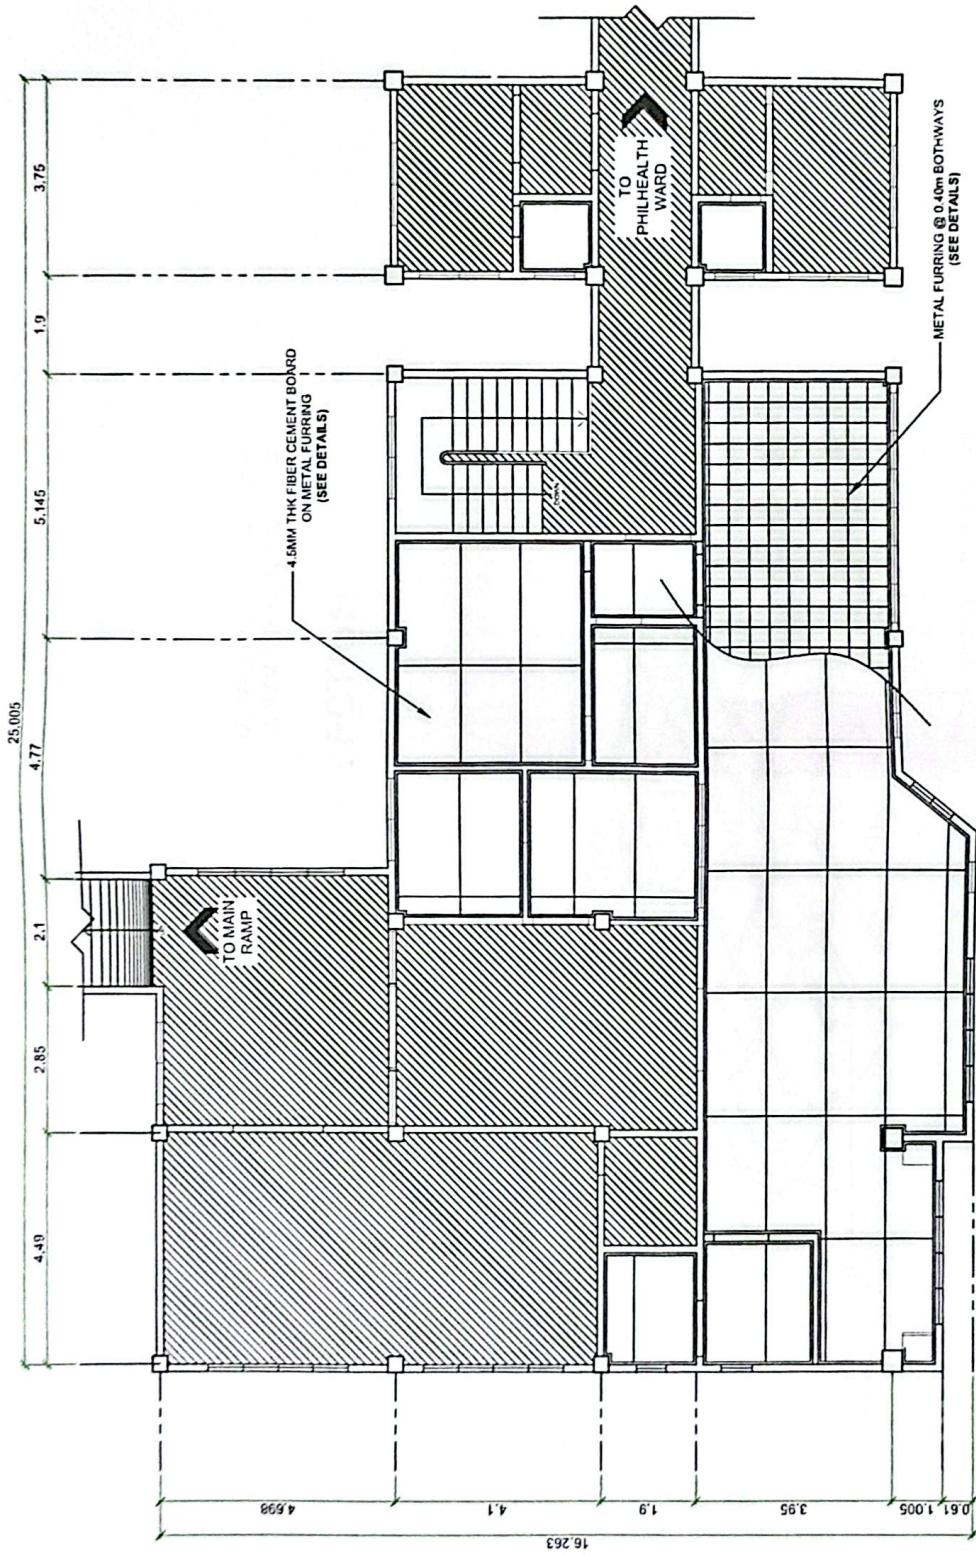 25.005
4.49
2.85
2.1
4.77
5.145
1.9
3.75
4.5MM THK FIBER CEMENT BOARD
ON METAL FURRING
(SEE DETAILS)
TO MAIN
RAMP
TO
PHILHEALTH
WARD
DOWN
METAL FURRING @ 0.40m BOTHWAYS
(SEE DETAILS)
4.698
4.1
1.9
3.95
1.005
0.61
16.263